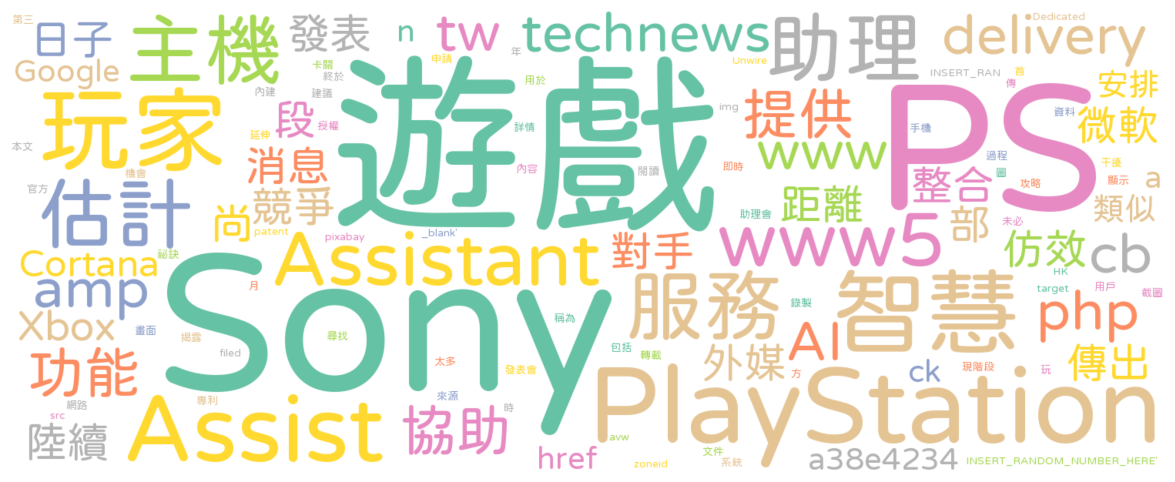 第三
日子
主機
發表
n
tw
technews
助理
Dedicated
delivery
Google
卡關
終於
申請
年
Unwire
INSERT_RAN
首
安排
玩家
內建
建議
遊戲
用於
img
提供
PS
傳
資料
微軟
段
授權
延伸
詳情
手機
本文
消息
www
過程
干擾
機會
內容
閱讀
即時
整合
圖
攻略
顯示
a
官方
估計
尚
競爭
助理會
距離
部
未必
類似
patent
pixabay
_blank'
對手
www5
仿效
cb
Cortana
祕訣
Assistant
HK
amp
月
Sony
服務
智慧
target
用戶
截圖
Xbox
畫面
揭露
尋找
稱為
錄製
php
filed
包括
轉載
AI
功能
太多
發表會
外媒
方
ck
現階段
玩
傳出
網路
專利
來源
時
PlayStation
src
Assist
協助
陸續
avw
文件
href
zoneid
系統
a38e4234
INSERT_RANDOM_NUMBER_HERE'